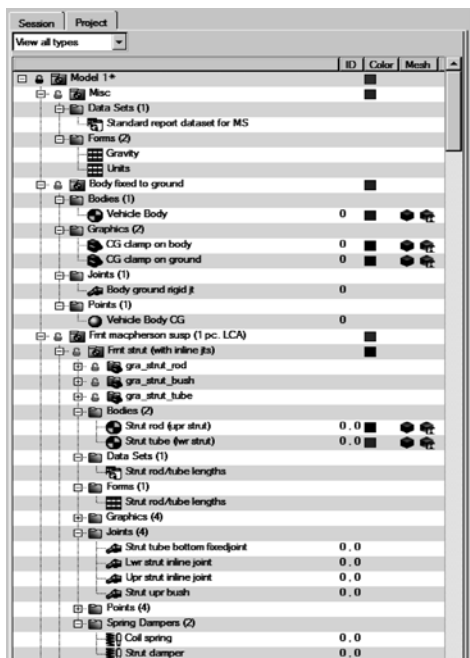 Session Project
View all types
ID Color Mesh
Model 1*
Misc
Data Sets (1)
Standard report dataset for MS
Forms (2)
Gravity
Units
Body fixed to ground
Bodies (1)
Vehicle Body 0
Graphics (2)
CG clamp on body 0
CG clamp on ground 0
Joints (1)
Body ground rigid jt 0
Points (1)
Vehicle Body CG 0
Frnt macpherson susp (1 pc. LCA)
Frnt strut (with inline jts)
gra_strut_rod
gra_strut_bush
gra_strut_tube
Bodies (2)
Strut rod (upr strut) 0 , 0
Strut tube (lwr strut) 0 , 0
Data Sets (1)
Strut rod/tube lengths
Forms (1)
Strut rod/tube lengths
Graphics (4)
Joints (4)
Strut tube bottom fixedjoint 0 , 0
Lwr strut inline joint 0 , 0
Upr strut inline joint 0 , 0
Strut upr bush 0 , 0
Points (4)
Spring Dampers (2)
Coil spring 0 , 0
Strut damper 0 , 0